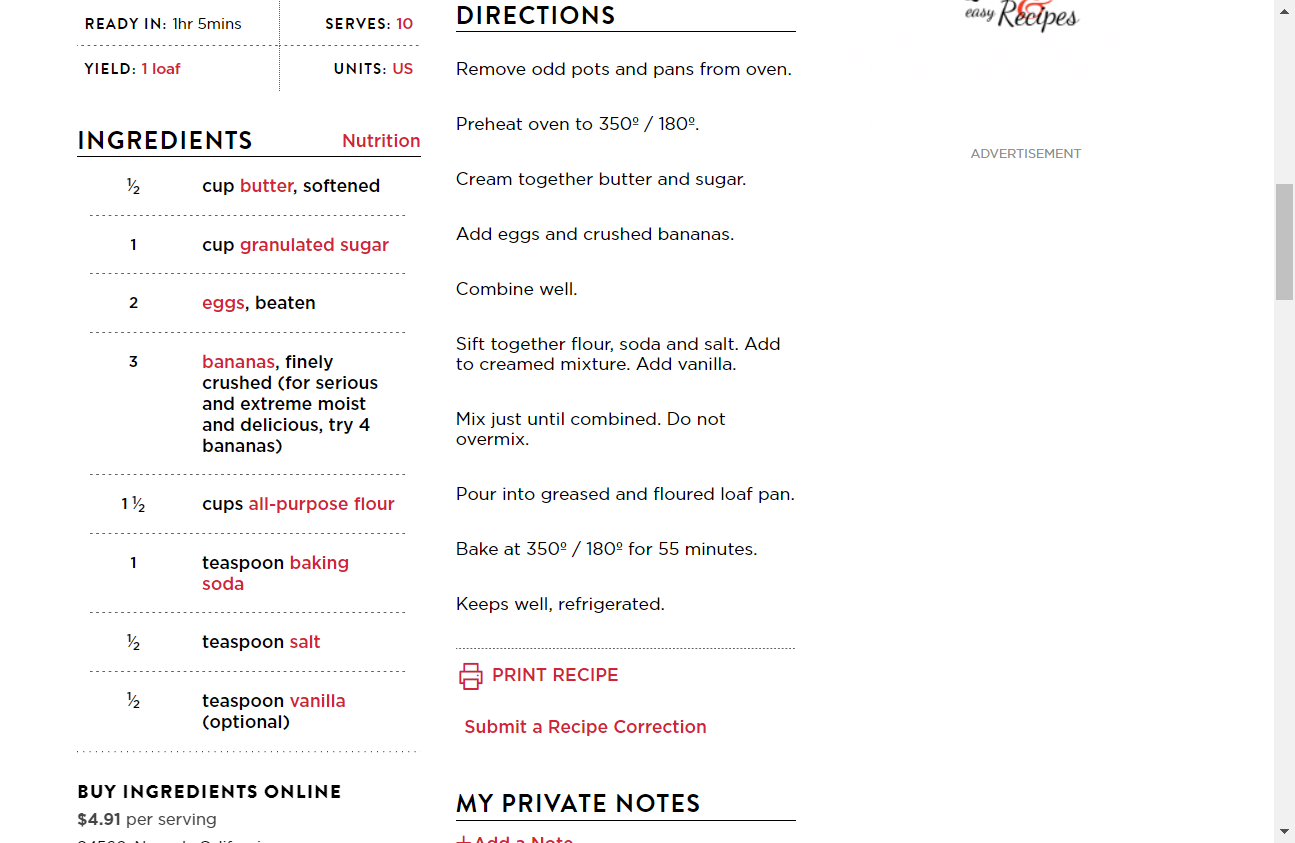 READY IN: 1hr 5mins
SERVES: 10
YIELD: 1 loaf
UNITS: US
INGREDIENTS
Nutrition
½ cup butter, softened
1 cup granulated sugar
2 eggs, beaten
3 bananas, finely
crushed (for serious
and extreme moist
and delicious, try 4
bananas)
1 ½ cups all-purpose flour
1 teaspoon baking
soda
½ teaspoon salt
½ teaspoon vanilla
(optional)
BUY INGREDIENTS ONLINE
$4.91 per serving
DIRECTIONS
Remove odd pots and pans from oven.
Preheat oven to 350º / 180º.
Cream together butter and sugar.
Add eggs and crushed bananas.
Combine well.
Sift together flour, soda and salt. Add
to creamed mixture. Add vanilla.
Mix just until combined. Do not
overmix.
Pour into greased and floured loaf pan.
Bake at 350º / 180º for 55 minutes.
Keeps well, refrigerated.
PRINT RECIPE
Submit a Recipe Correction
MY PRIVATE NOTES
+Add a Note
easy Recipes
ADVERTISEMENT